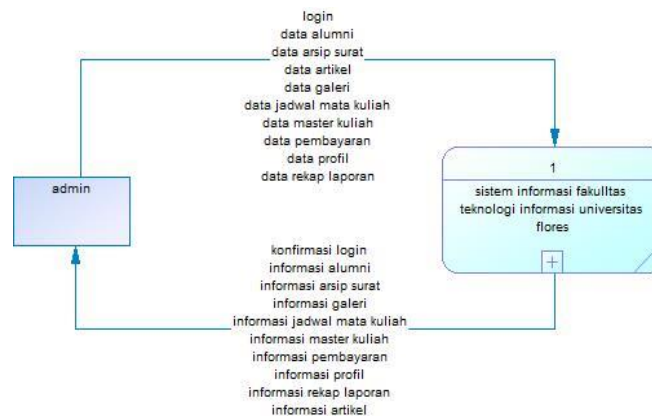 login
data alumni
data arsip surat
data artikel
data galeri
data jadwal mata kuliah
data master kuliah
data pembayaran
data profil
data rekap laporan
admin
1
sistem informasi fakulltas
teknologi informasi universitas
flores
konfirmasi login
informasi alumni
informasi arsip surat
informasi galeri
informasi jadwal mata kuliah
informasi master kuliah
informasi pembayaran
informasi profil
informasi rekap laporan
informasi artikel